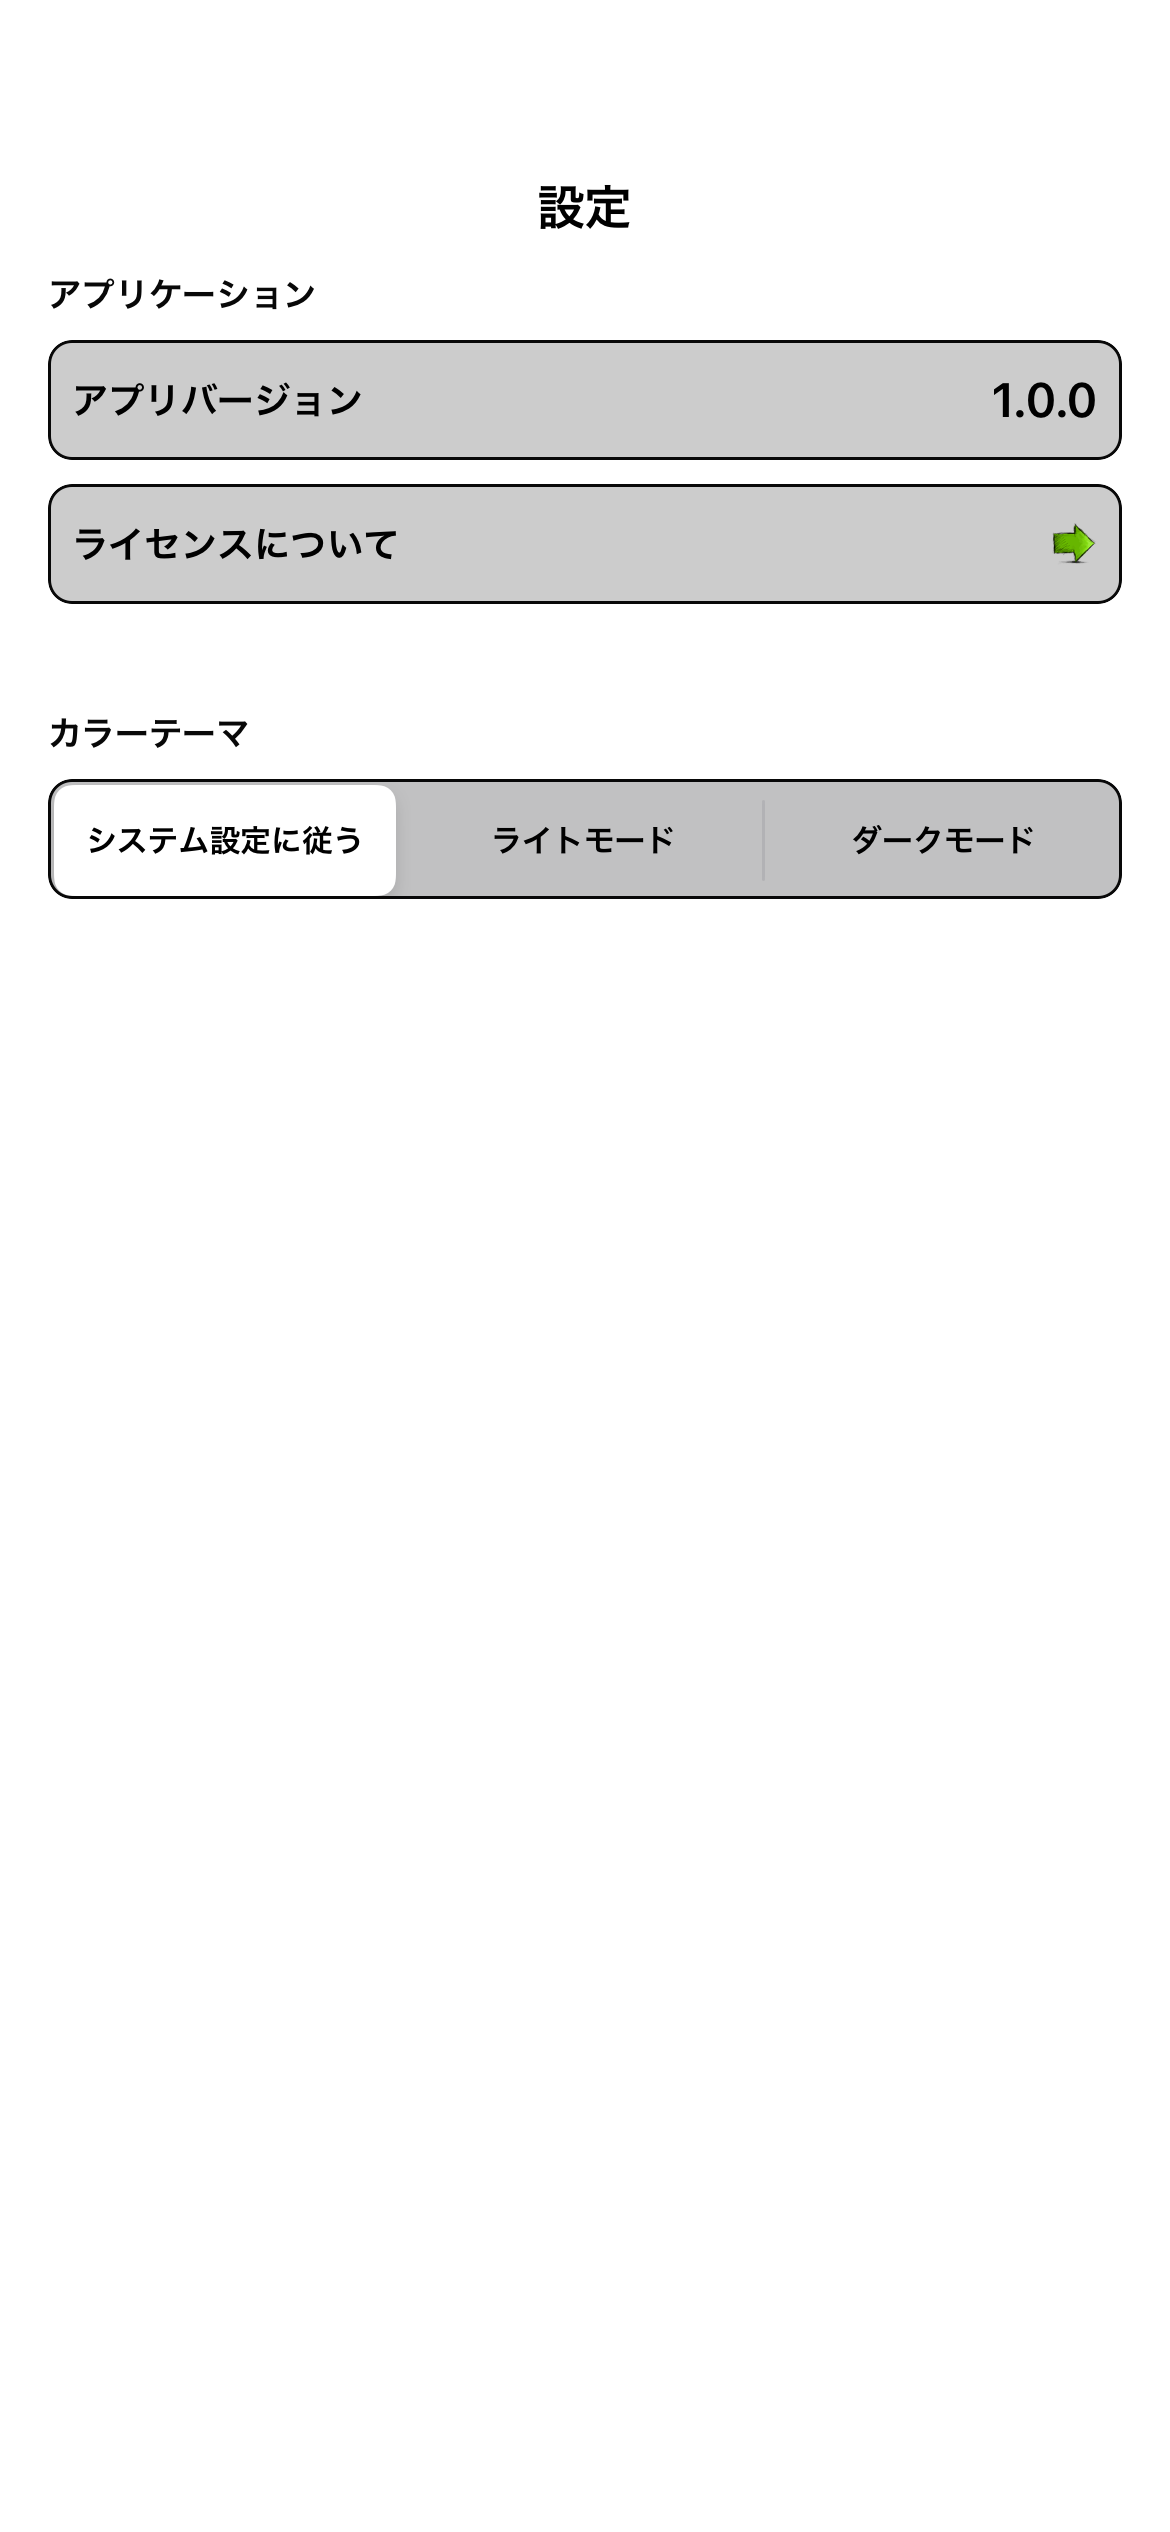 設定
アプリケーション
アプリバージョン 1.0.0
ライセンスについて
カラーテーマ
システム設定に従う ライトモード ダークモード